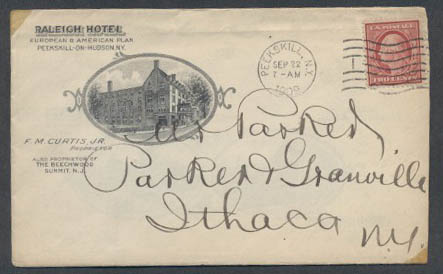 RALEIGH HOTEL
EUROPEAN & AMERICAN PLAN
PEEKSKILL-ON-HUDSON, N.Y.
F. M. CURTIS, JR.
PROPRIETOR
ALSO PROPRIETOR OF
THE BEECHWOOD
SUMMIT, N.J.
PEEKSKILL, N.Y.
SEP 22
7-AM
1909
U.S. POSTAGE
TWO CENTS
Parker
Parker & Granville
Ithaca
N.Y.